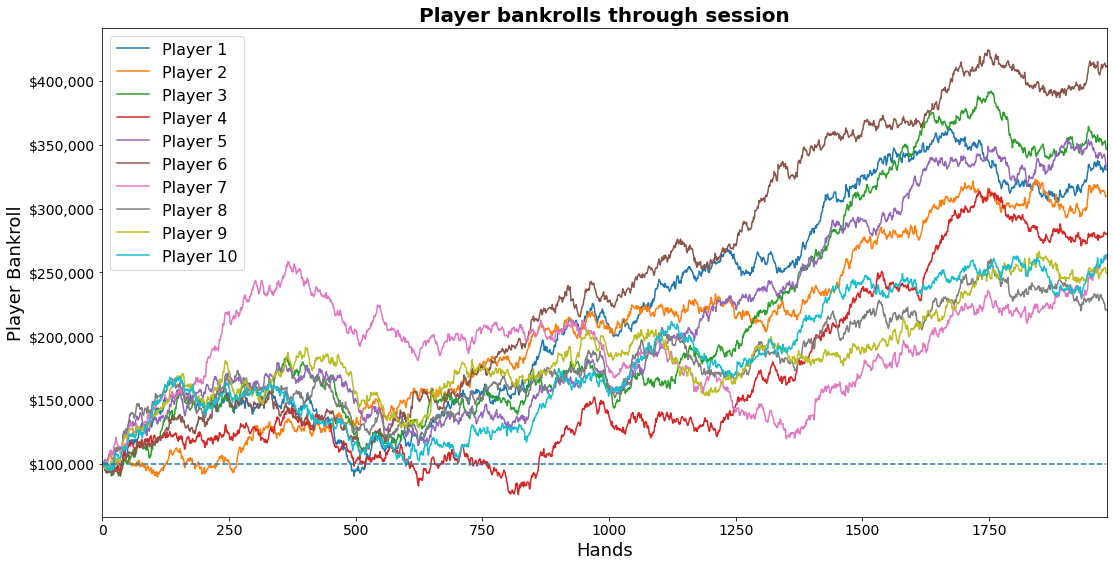 Player bankrolls through session
Player 1
Player 2
Player 3
Player 4
Player 5
Player 6
Player 7
Player 8
Player 9
Player 10
$400,000
$350,000
$300,000
$250,000
$200,000
$150,000
$100,000
Player Bankroll
0 250 500 750 1000 1250 1500 1750
Hands